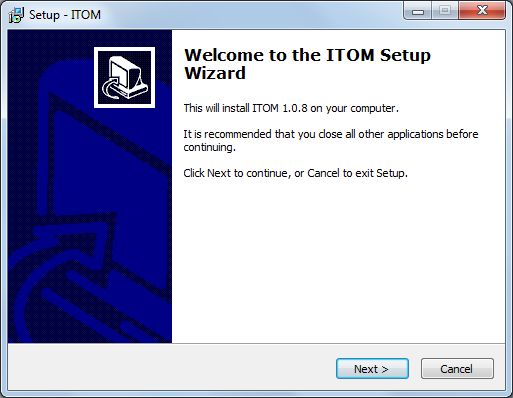 Setup - ITOM
Welcome to the ITOM Setup
Wizard
This will install ITOM 1.0.8 on your computer.
It is recommended that you close all other applications before
continuing.
Click Next to continue, or Cancel to exit Setup.
Next >
Cancel